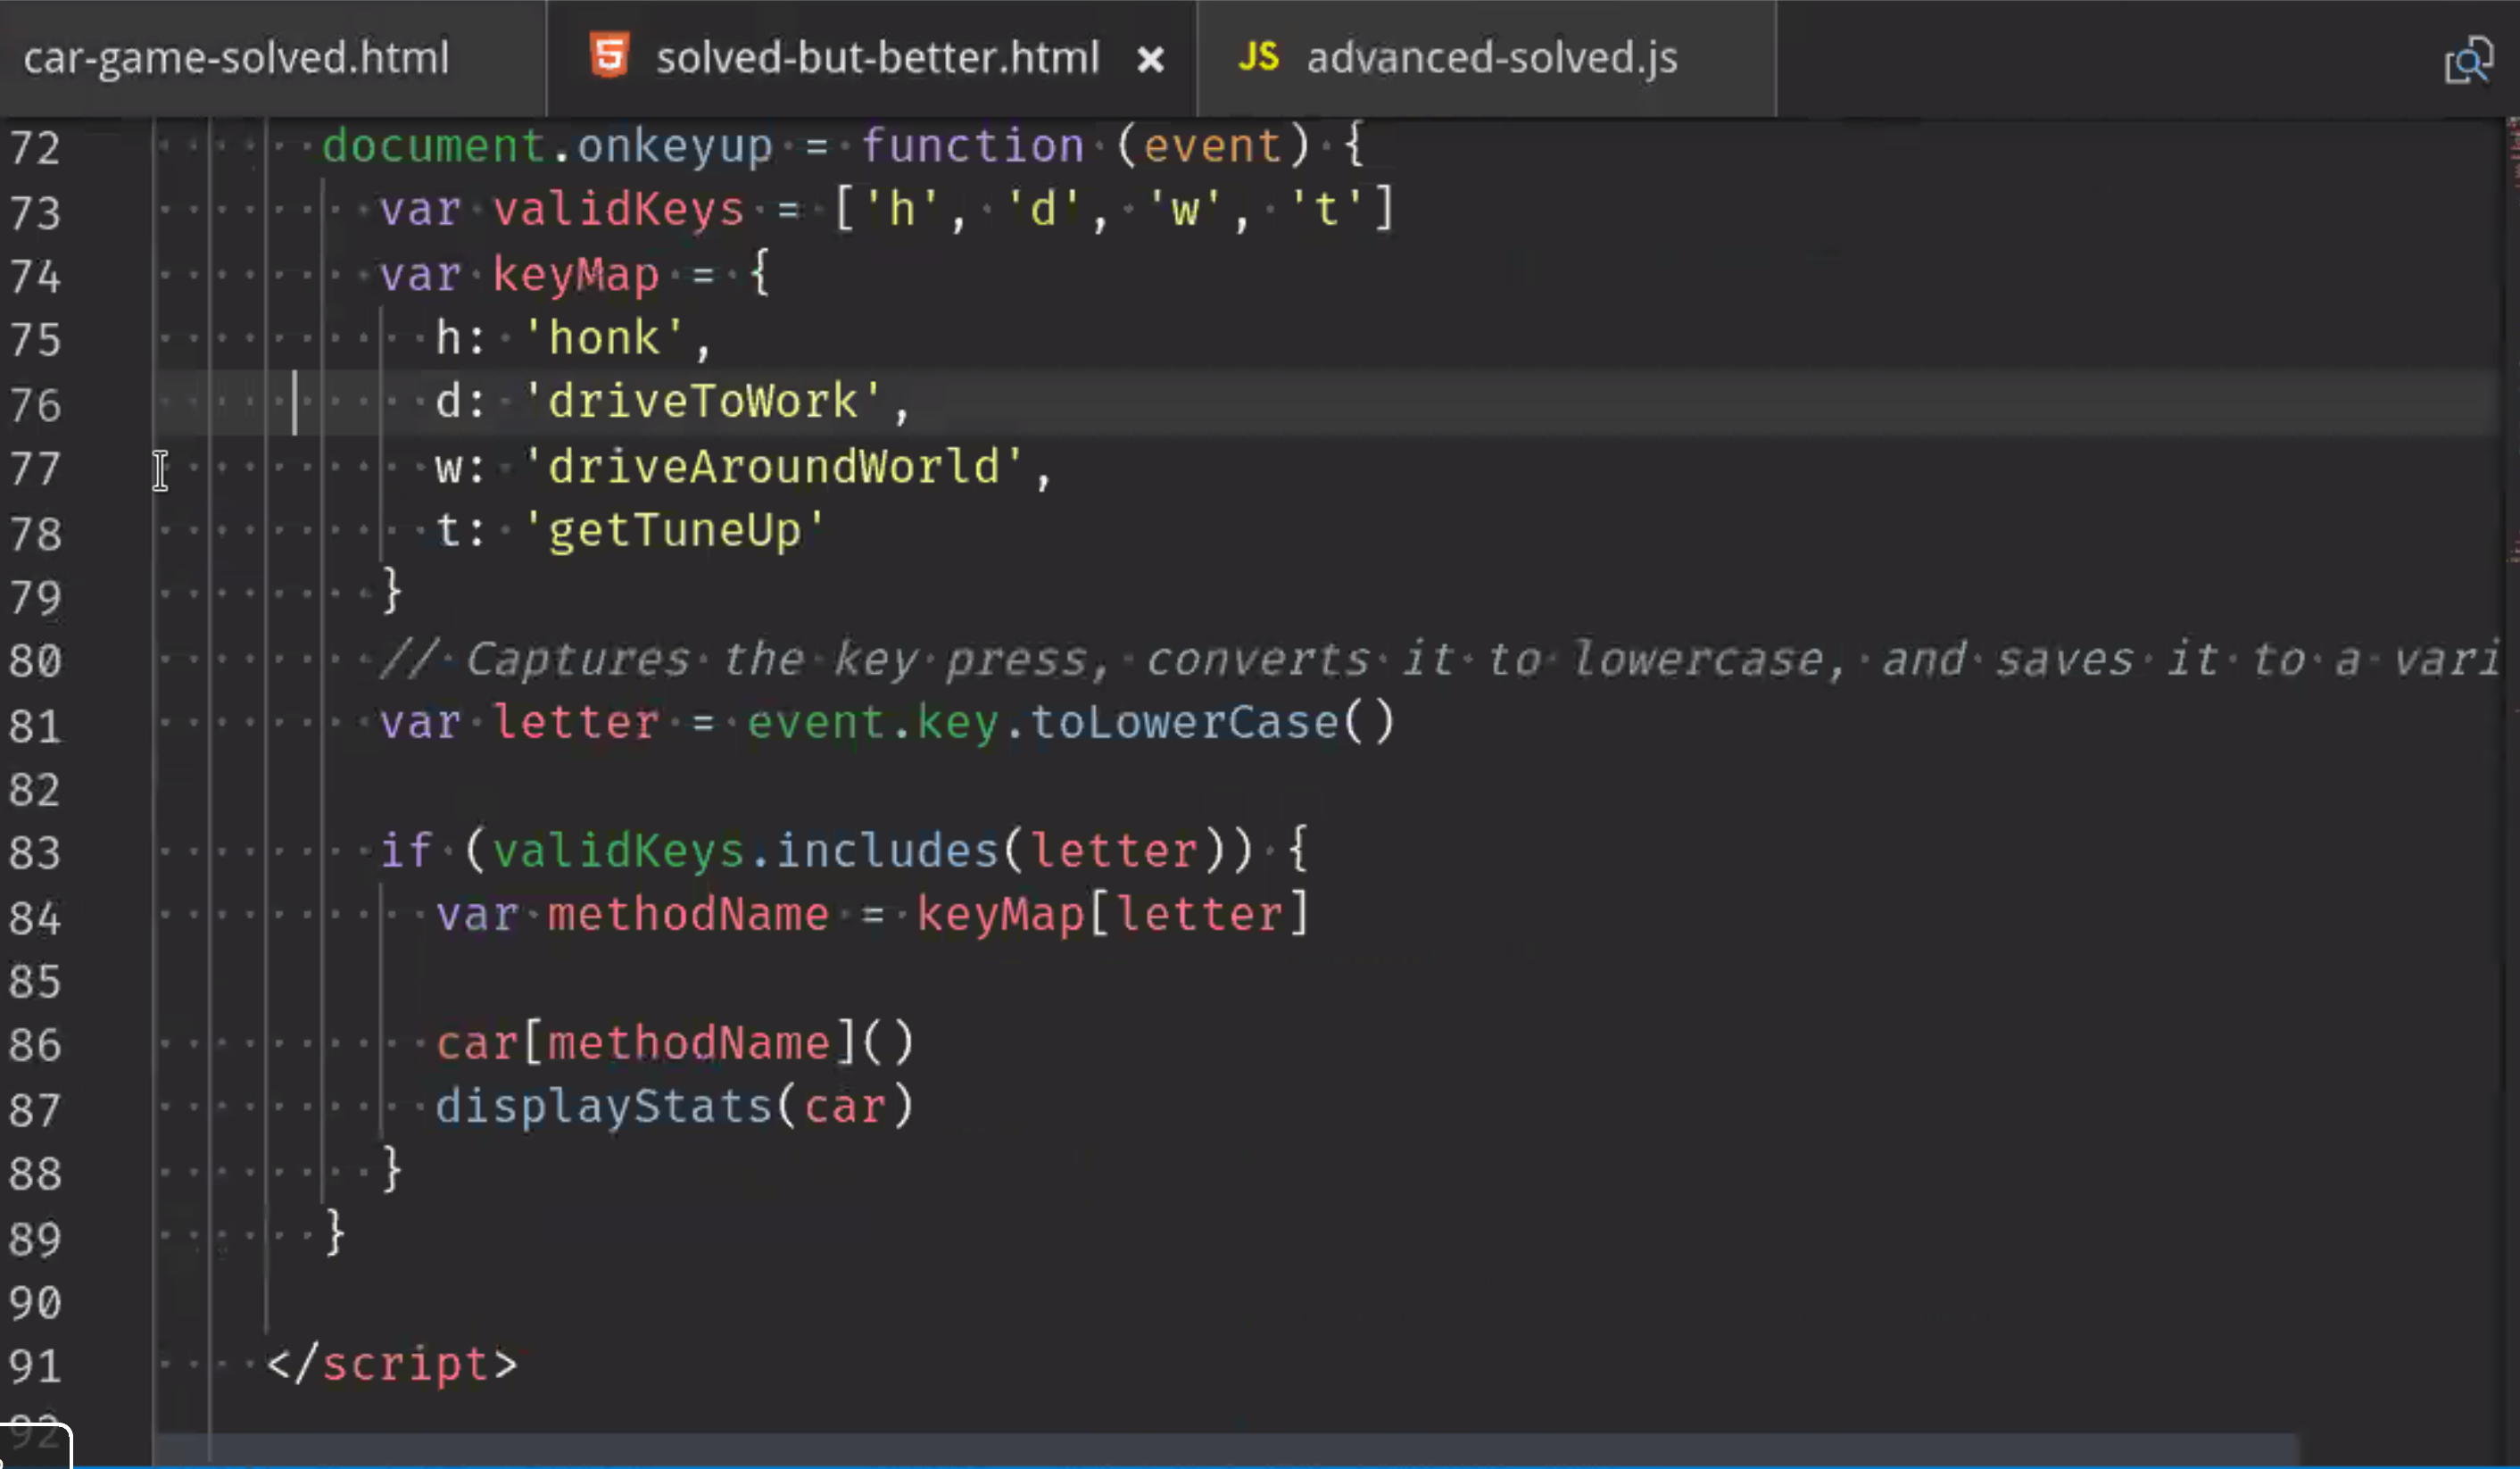 car-game-solved.html solved-but-better.html × JS advanced-solved.js
72 document.onkeyup = function (event) {
73 var validKeys = ['h', 'd', 'w', 't']
74 var keyMap = {
75 h: 'honk',
76 d: 'driveToWork',
77 w: 'driveAroundWorld',
78 t: 'getTuneUp'
79 }
80 // Captures the key press, converts it to lowercase, and saves it to a vari
81 var letter = event.key.toLowerCase()
82
83 if (validKeys.includes(letter)) {
84 var methodName = keyMap[letter]
85
86 car[methodName]()
87 displayStats(car)
88 }
89 }
90
91 </script>
92